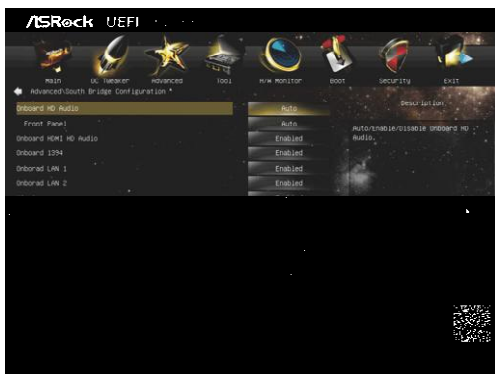 ASRock UEFI
Main OC Tweaker Advanced Tool H/W Monitor Boot Security Exit
Advanced\South Bridge Configuration *
Onboard HD Audio Auto
Front Panel Auto
Onboard HDMI HD Audio Enabled
Onboard 1394 Enabled
Onborad LAN 1 Enabled
Onborad LAN 2 Enabled
Description
Auto/Enable/Disable Onboard HD
Audio.